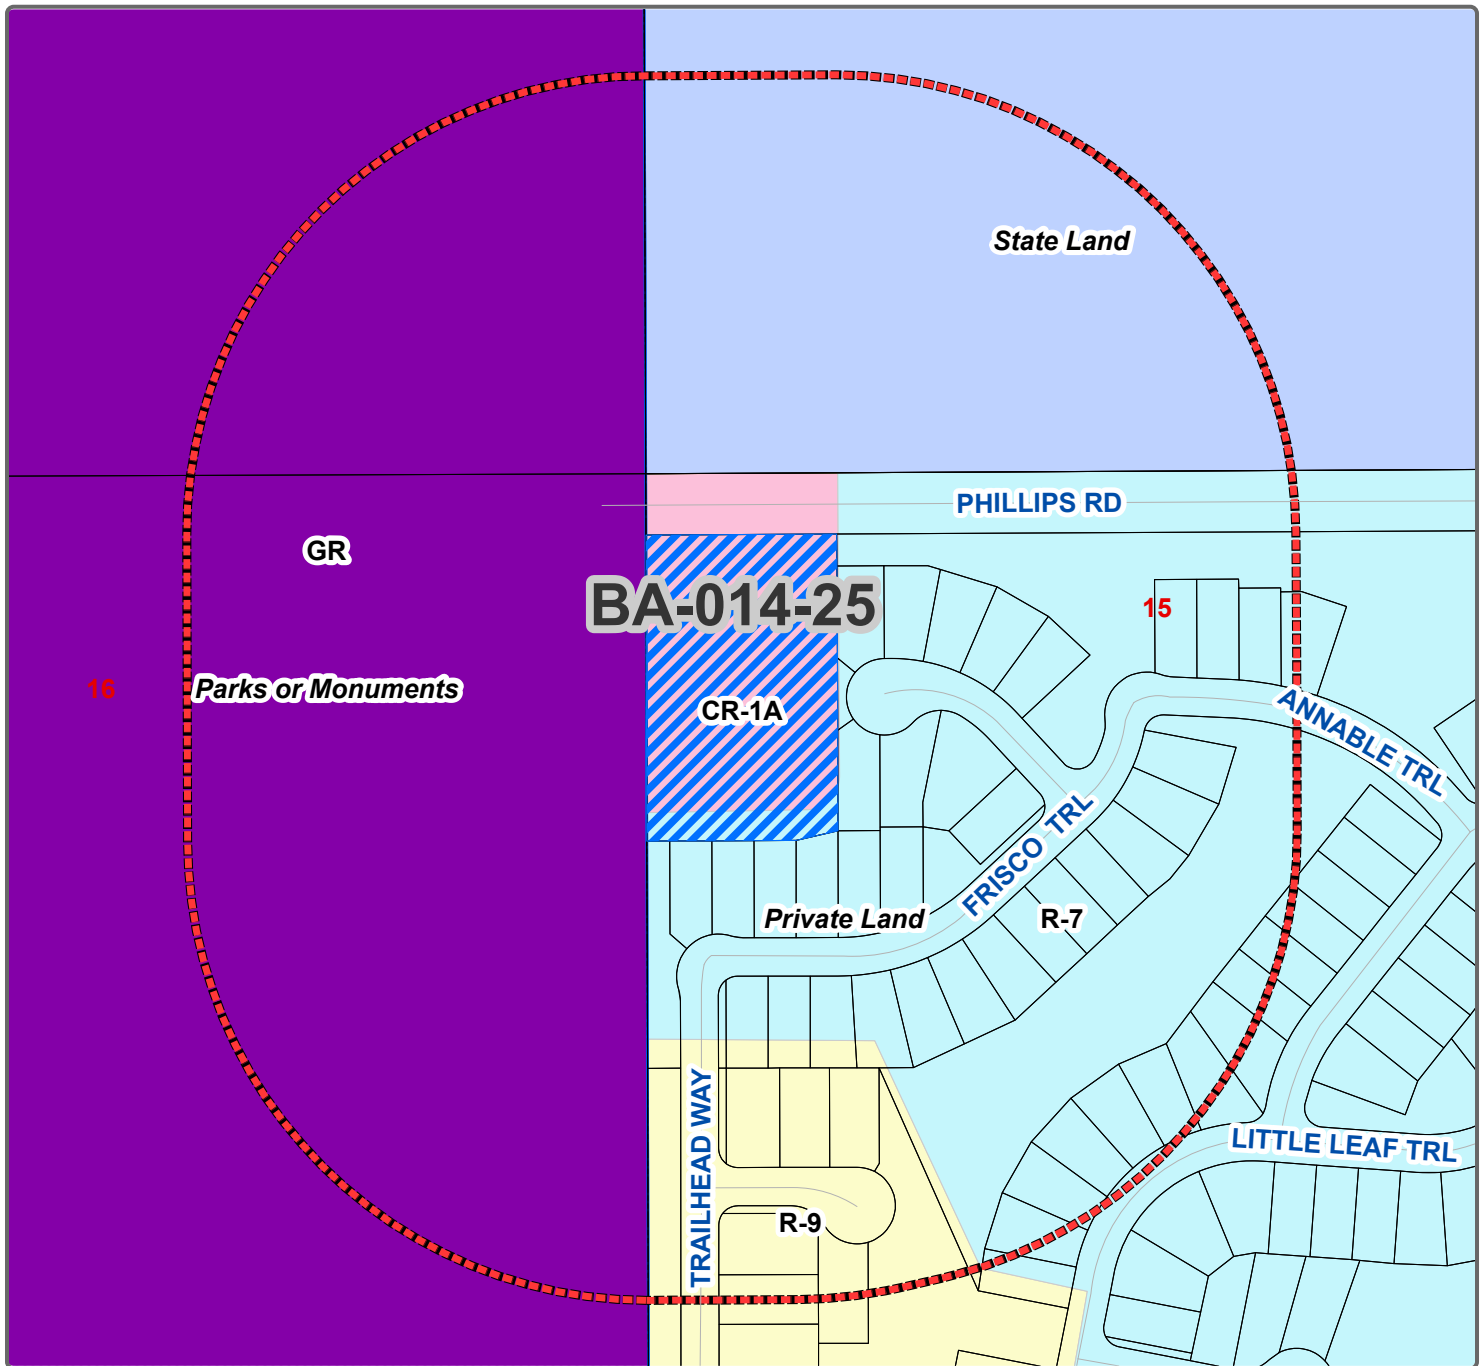 State Land
PHILLIPS RD
GR
BA-014-25
15
16
Parks or Monuments
CR-1A
ANNABLE TRL
FRISCO TRL
Private Land
R-7
TRAILHEAD WAY
LITTLE LEAF TRL
R-9